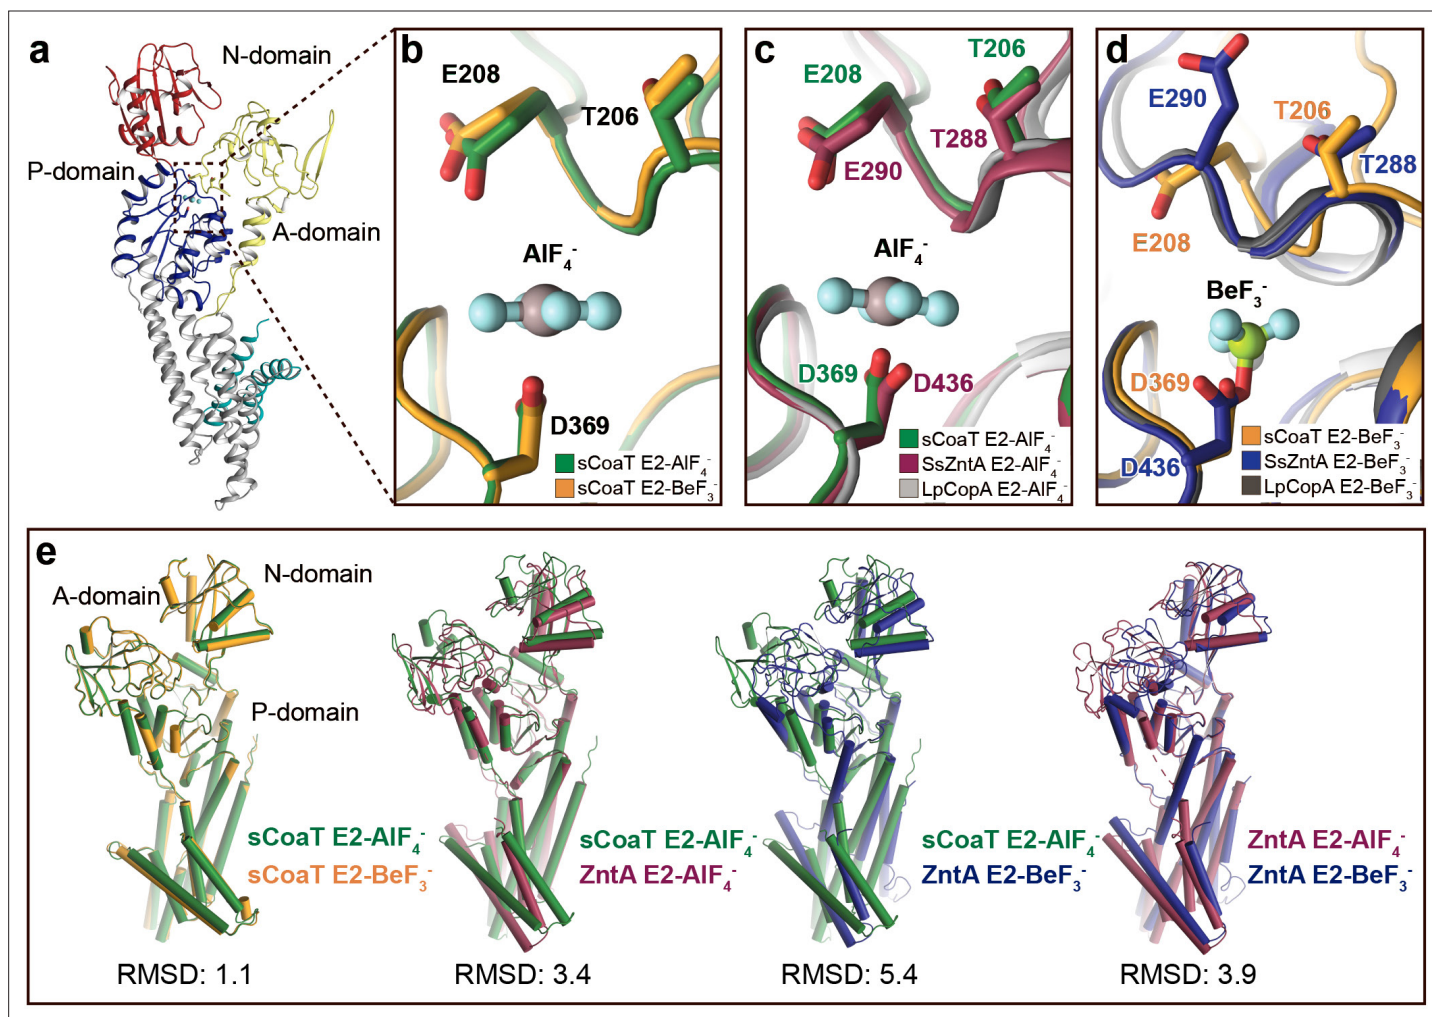 a
N-domain
P-domain
A-domain
b
E208
T206
AlF₄⁻
D369
sCoaT E2-AlF₄⁻
sCoaT E2-BeF₃⁻
c
T206
E208
T288
E290
AlF₄⁻
D369
D436
sCoaT E2-AlF₄⁻
SsZntA E2-AlF₄⁻
LpCopA E2-AlF₄⁻
d
E290
T206
T288
E208
BeF₃⁻
D369
D436
sCoaT E2-BeF₃⁻
SsZntA E2-BeF₃⁻
LpCopA E2-BeF₃⁻
e
N-domain
A-domain
P-domain
sCoaT E2-AlF₄⁻
sCoaT E2-BeF₃⁻
RMSD: 1.1
sCoaT E2-AlF₄⁻
ZntA E2-AlF₄⁻
RMSD: 3.4
sCoaT E2-AlF₄⁻
ZntA E2-BeF₃⁻
RMSD: 5.4
ZntA E2-AlF₄⁻
ZntA E2-BeF₃⁻
RMSD: 3.9